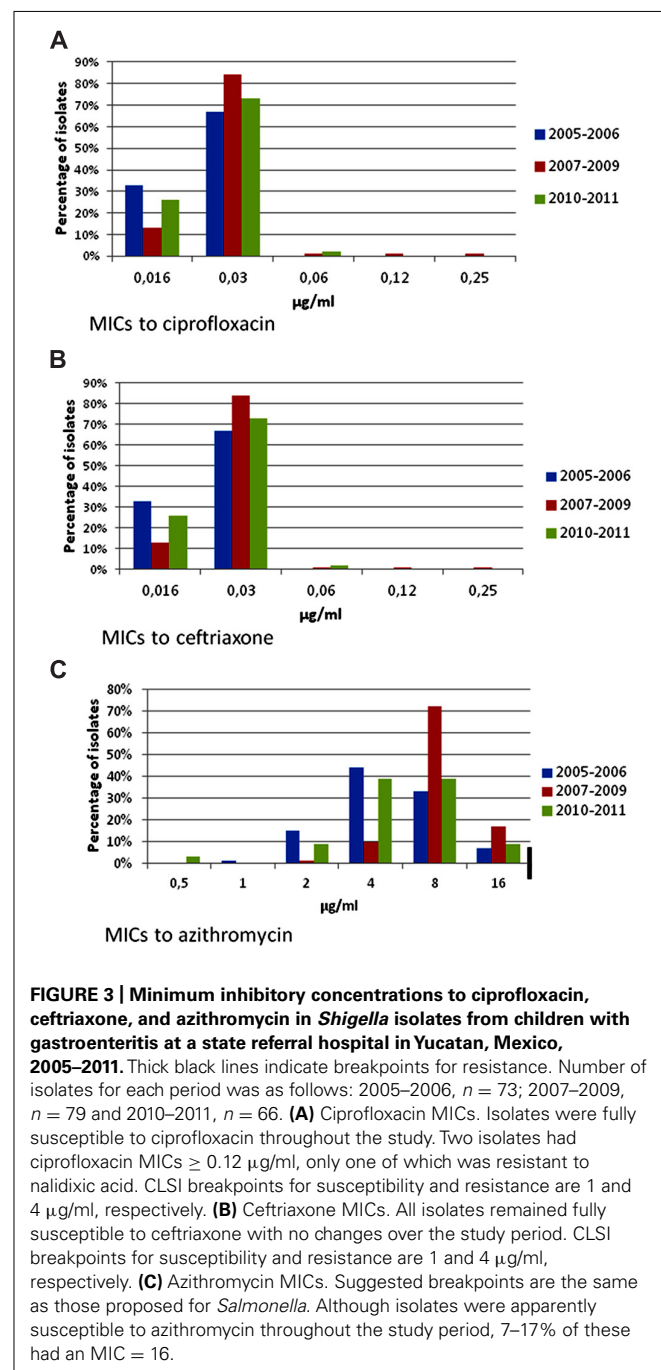 A
90%
80%
70%
60%
50%
40%
30%
20%
10%
0%
Percentage of isolates
0,016 0,03 0,06 0,12 0,25
µg/ml
2005-2006
2007-2009
2010-2011
MICs to ciprofloxacin
B
90%
80%
70%
60%
50%
40%
30%
20%
10%
0%
Percentage of isolates
0,016 0,03 0,06 0,12 0,25
µg/ml
2005-2006
2007-2009
2010-2011
MICs to ceftriaxone
C
80%
70%
60%
50%
40%
30%
20%
10%
0%
Percentage of isolates
0,5 1 2 4 8 16
µg/ml
2005-2006
2007-2009
2010-2011
MICs to azithromycin
FIGURE 3 | Minimum inhibitory concentrations to ciprofloxacin,
ceftriaxone, and azithromycin in Shigella isolates from children with
gastroenteritis at a state referral hospital in Yucatan, Mexico,
2005–2011. Thick black lines indicate breakpoints for resistance. Number of
isolates for each period was as follows: 2005–2006, n = 73; 2007–2009,
n = 79 and 2010–2011, n = 66. (A) Ciprofloxacin MICs. Isolates were fully
susceptible to ciprofloxacin throughout the study. Two isolates had
ciprofloxacin MICs ≥ 0.12 µg/ml, only one of which was resistant to
nalidixic acid. CLSI breakpoints for susceptibility and resistance are 1 and
4 µg/ml, respectively. (B) Ceftriaxone MICs. All isolates remained fully
susceptible to ceftriaxone with no changes over the study period. CLSI
breakpoints for susceptibility and resistance are 1 and 4 µg/ml,
respectively. (C) Azithromycin MICs. Suggested breakpoints are the same
as those proposed for Salmonella. Although isolates were apparently
susceptible to azithromycin throughout the study period, 7–17% of these
had an MIC = 16.